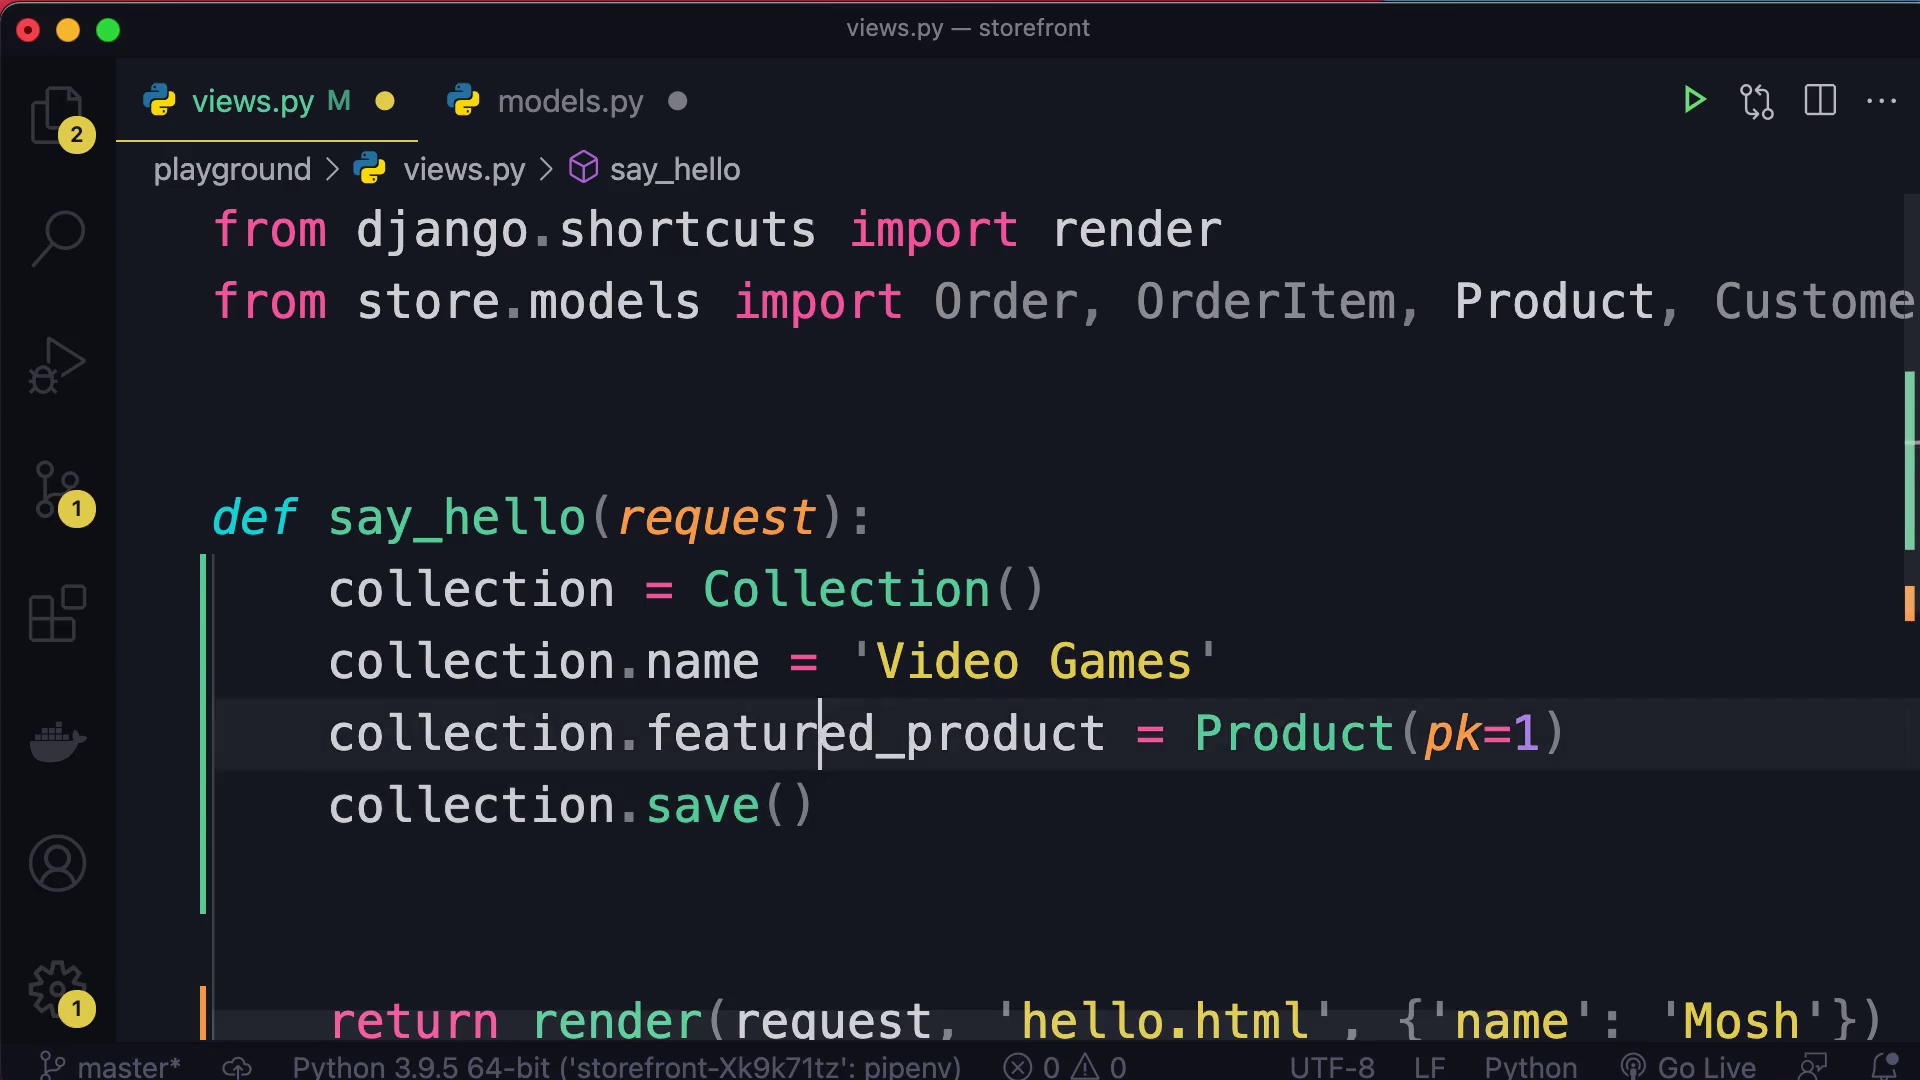 views.py — storefront
views.py M models.py
2
playground > views.py > say_hello
from django.shortcuts import render
from store.models import Order, OrderItem, Product, Custome
def say_hello(request):
collection = Collection()
collection.name = 'Video Games'
1
collection.featured_product = Product(pk=1)
collection.save()
1
return render(request, 'hello.html', {'name': 'Mosh'})
master* Python 3.9.5 64-bit ('storefront-Xk9k71tz': pipenv) 0 0 UTF-8 LF Python Go Live